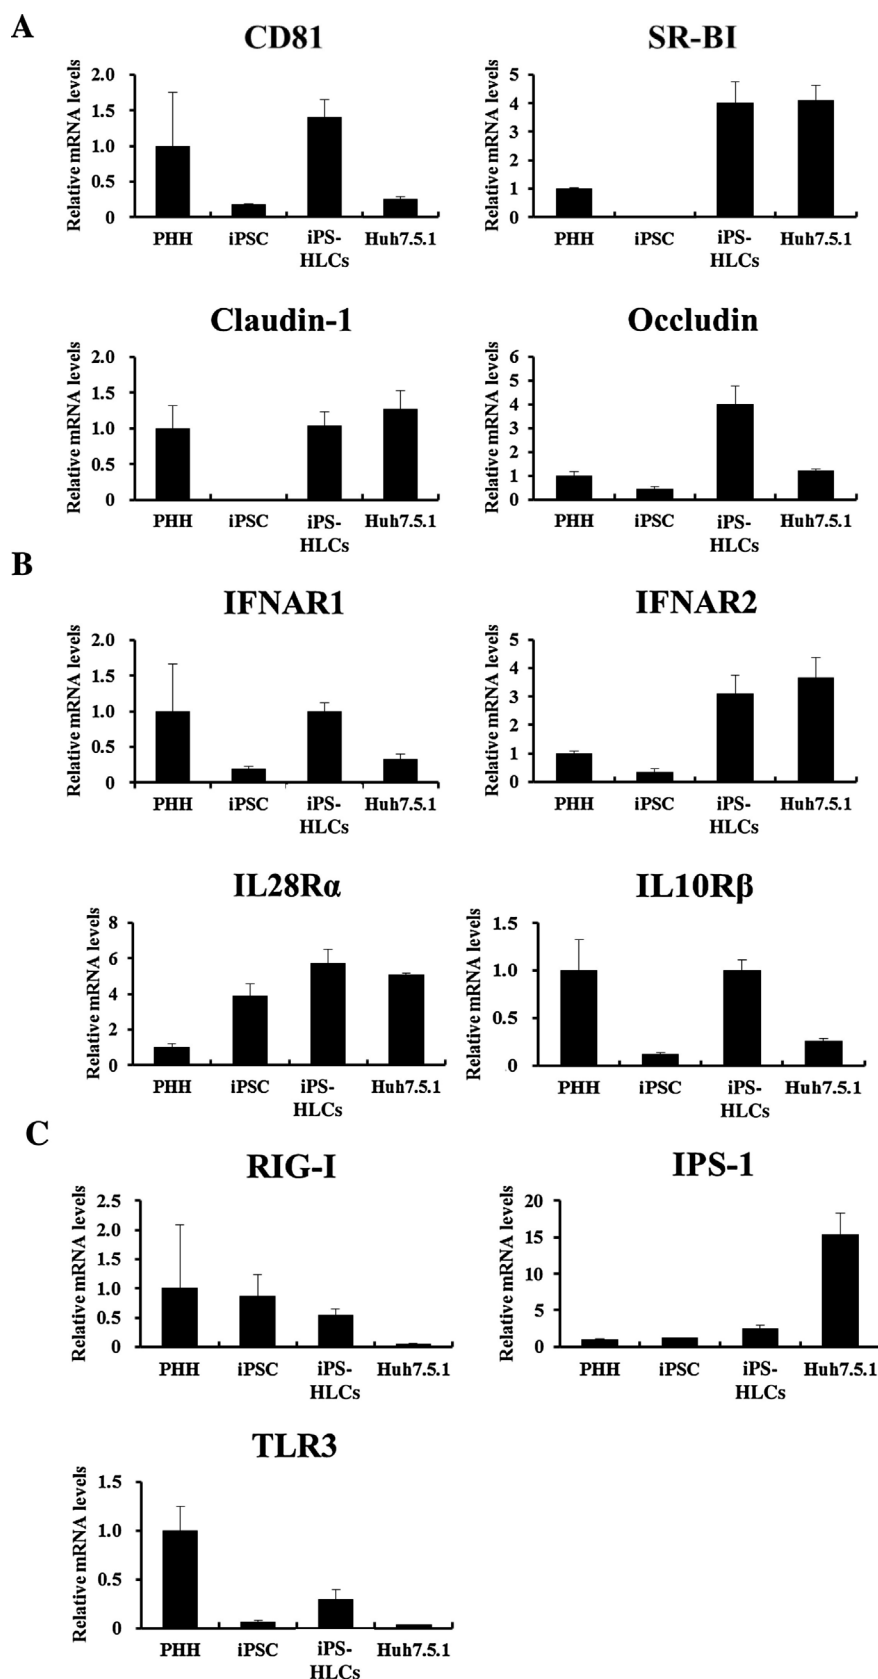 A
CD81
Relative mRNA levels
2.0
1.5
1.0
0.5
0
PHH iPSC iPS-HLCs Huh7.5.1
SR-BI
Relative mRNA levels
5
4
3
2
1
0
PHH iPSC iPS-HLCs Huh7.5.1
Claudin-1
Relative mRNA levels
2.0
1.5
1.0
0.5
0
PHH iPSC iPS-HLCs Huh7.5.1
Occludin
Relative mRNA levels
6
5
4
3
2
1
0
PHH iPSC iPS-HLCs Huh7.5.1
B
IFNAR1
Relative mRNA levels
2.0
1.5
1.0
0.5
0
PHH iPSC iPS-HLCs Huh7.5.1
IFNAR2
Relative mRNA levels
5
4
3
2
1
0
PHH iPSC iPS-HLCs Huh7.5.1
IL28Rα
Relative mRNA levels
8
6
4
2
0
PHH iPSC iPS-HLCs Huh7.5.1
IL10Rβ
Relative mRNA levels
1.5
1.0
0.5
0
PHH iPSC iPS-HLCs Huh7.5.1
C
RIG-I
Relative mRNA levels
2.5
2.0
1.5
1.0
0.5
0
PHH iPSC iPS-HLCs Huh7.5.1
IPS-1
Relative mRNA levels
20
15
10
5
0
PHH iPSC iPS-HLCs Huh7.5.1
TLR3
Relative mRNA levels
1.5
1.0
0.5
0
PHH iPSC iPS-HLCs Huh7.5.1